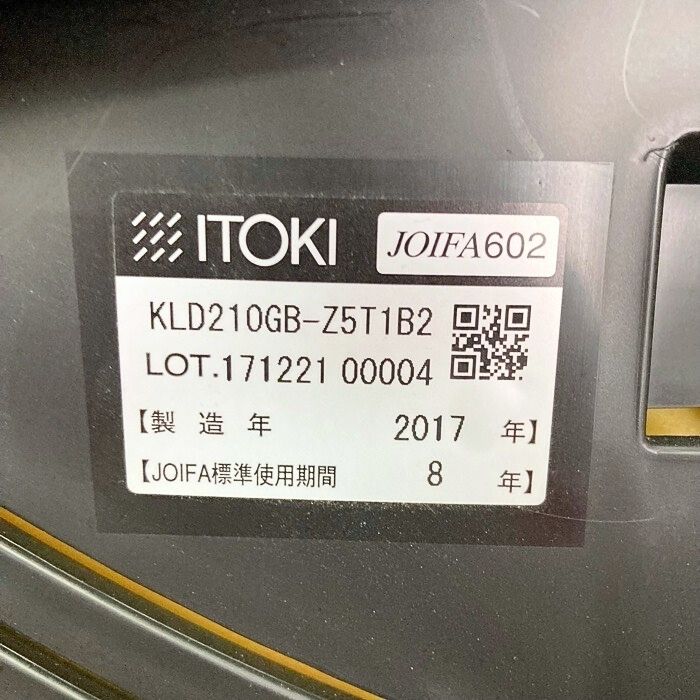 ITOKI JOIFA602
KLD210GB-Z5T1B2
LOT.171221 00004
【製造年 2017 年】
【JOIFA標準使用期間 8 年】